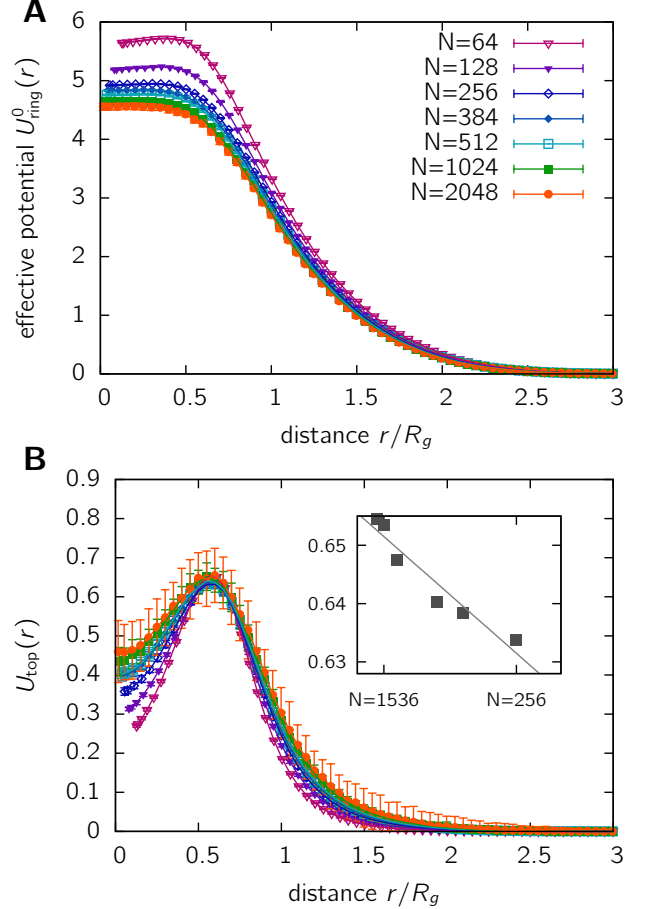 A
effective potential U⁰ring(r)
6
5
4
3
2
1
0
N=64
N=128
N=256
N=384
N=512
N=1024
N=2048
0 0.5 1 1.5 2 2.5 3
distance r/Rg
B
Utop(r)
0.9
0.8
0.7
0.6
0.5
0.4
0.3
0.2
0.1
0
0.65
0.64
0.63
N=1536 N=256
0 0.5 1 1.5 2 2.5 3
distance r/Rg